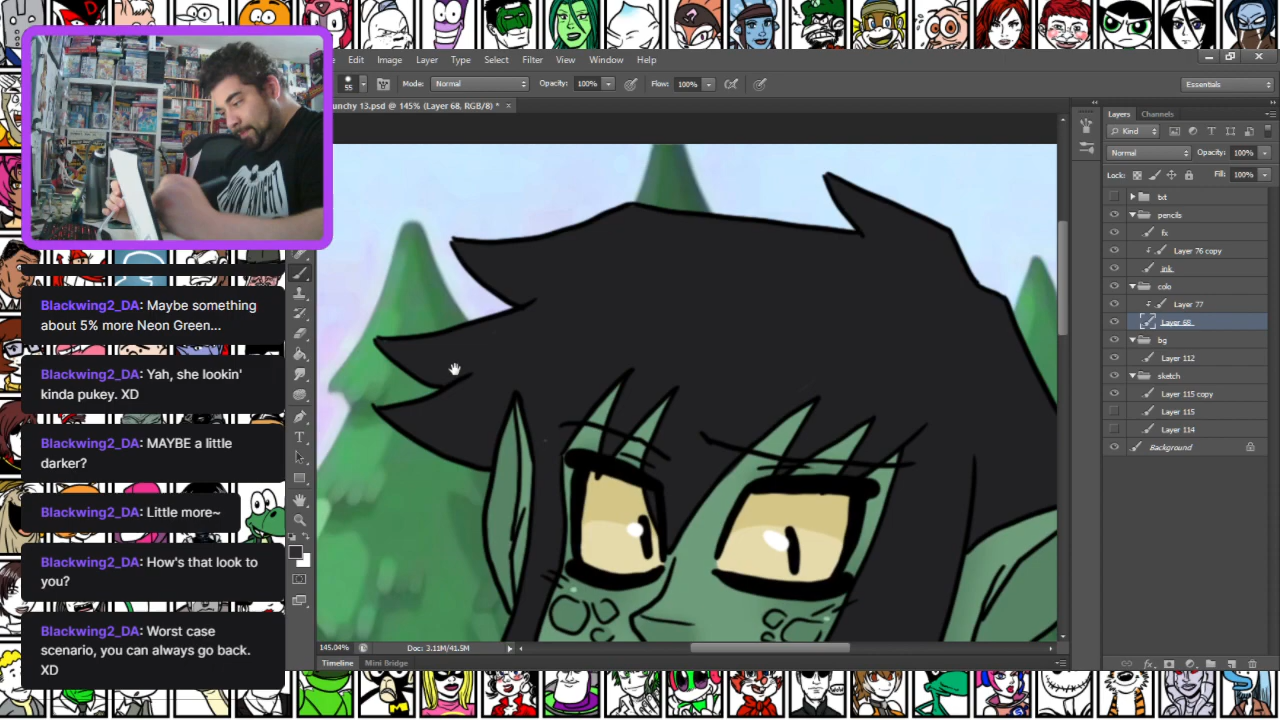 Edit Image Layer Type Select Filter View Window Help
55 Mode: Normal Opacity: 100% Flow: 100% Essentials
unchy 13.psd @ 145% (Layer 68, RGB/8) *
Layers Channels
Kind
Normal Opacity: 100%
Lock: Fill: 100%
txt
pencils
fx
Layer 76 copy
ink
colo
Layer 77
Layer 68
bg
Layer 112
sketch
Layer 115 copy
Layer 115
Layer 114
Background
Blackwing2_DA: Maybe something
about 5% more Neon Green...
Blackwing2_DA: Yah, she lookin'
kinda pukey. XD
Blackwing2_DA: MAYBE a little
darker?
Blackwing2_DA: Little more~
Blackwing2_DA: How's that look to
you?
Blackwing2_DA: Worst case
scenario, you can always go back.
XD
145.04% Doc: 3.11M/41.5M
Timeline Mini Bridge